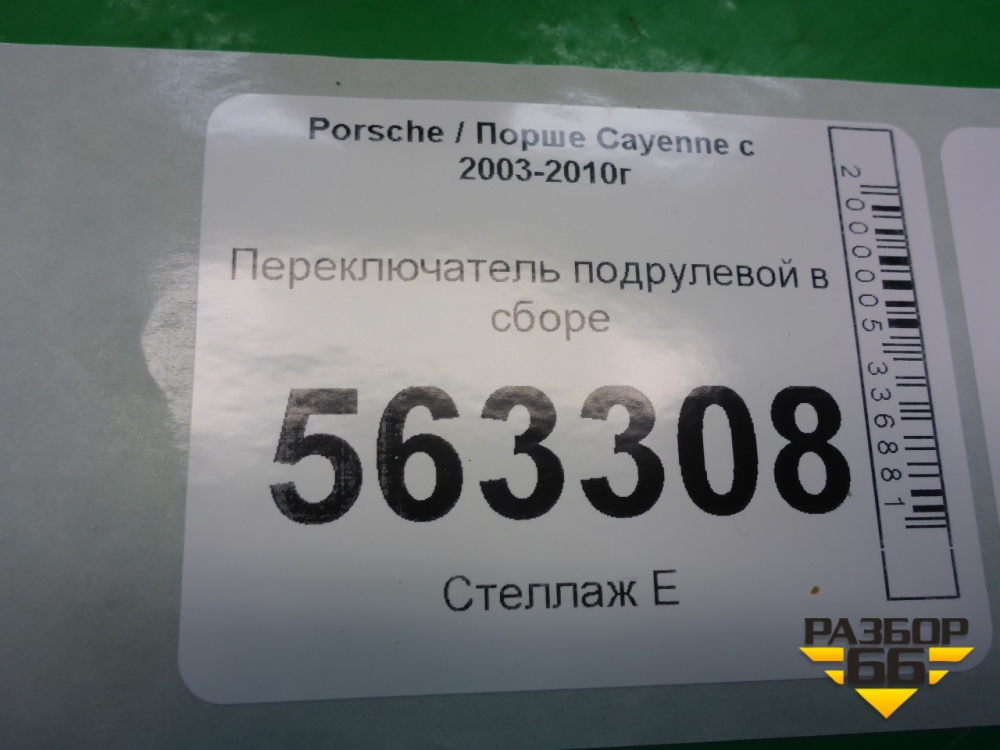 Porsche / Порше Cayenne с
2003-2010г
Переключатель подрулевой в
сборе
563308
Стеллаж Е
2000005336881
РАЗБОР
66